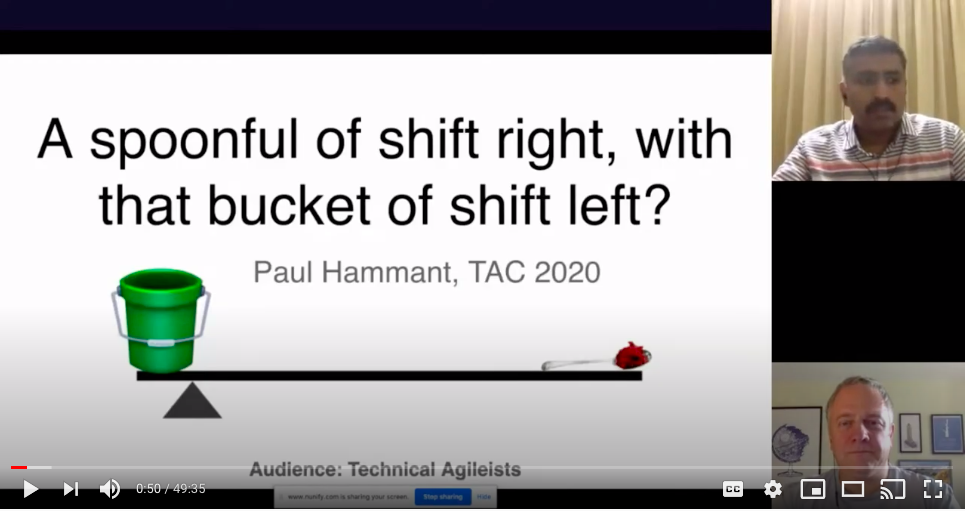 A spoonful of shift right, with
that bucket of shift left?
Paul Hammant, TAC 2020
Audience: Technical Agileists
www.nunify.com is sharing your screen.
Stop sharing
Hide
0:50 / 49:35
CC